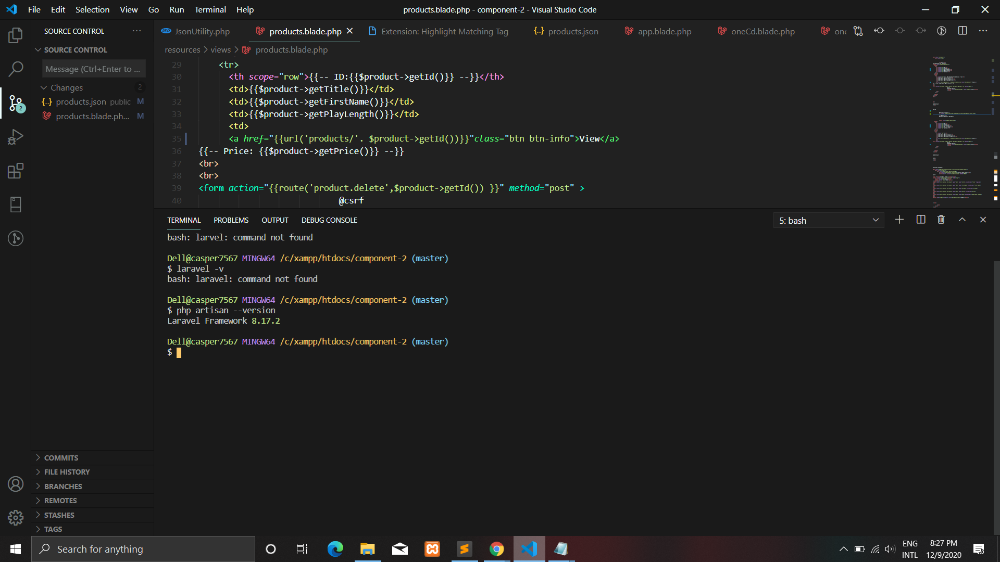 File Edit Selection View Go Run Terminal Help
products.blade.php - component-2 - Visual Studio Code
SOURCE CONTROL
SOURCE CONTROL
Message (Ctrl+Enter to ...
Changes 2
products.json public M
products.blade.ph... M
2
COMMITS
FILE HISTORY
BRANCHES
REMOTES
STASHES
TAGS
JsonUtility.php products.blade.php Extension: Highlight Matching Tag products.json app.blade.php oneCd.blade.php one
resources > views > products.blade.php
29 <tr>
30 <th scope="row">{{-- ID:{{$product->getId()}} --}}</th>
31 <td>{{$product->getTitle()}}</td>
32 <td>{{$product->getFirstName()}}</td>
33 <td>{{$product->getPlayLength()}}</td>
34 <td>
35 <a href="{{url('products/'. $product->getId())}}"class="btn btn-info">View</a>
36 {{-- Price: {{$product->getPrice()}} --}}
37 <br>
38 <br>
39 <form action="{{route('product.delete',$product->getId()) }}" method="post" >
40 @csrf
TERMINAL PROBLEMS OUTPUT DEBUG CONSOLE
5: bash
bash: larvel: command not found
Dell@casper7567 MINGW64 /c/xampp/htdocs/component-2 (master)
$ laravel -v
bash: laravel: command not found
Dell@casper7567 MINGW64 /c/xampp/htdocs/component-2 (master)
$ php artisan --version
Laravel Framework 8.17.2
Dell@casper7567 MINGW64 /c/xampp/htdocs/component-2 (master)
$
Search for anything
ENG
INTL
8:27 PM
12/9/2020